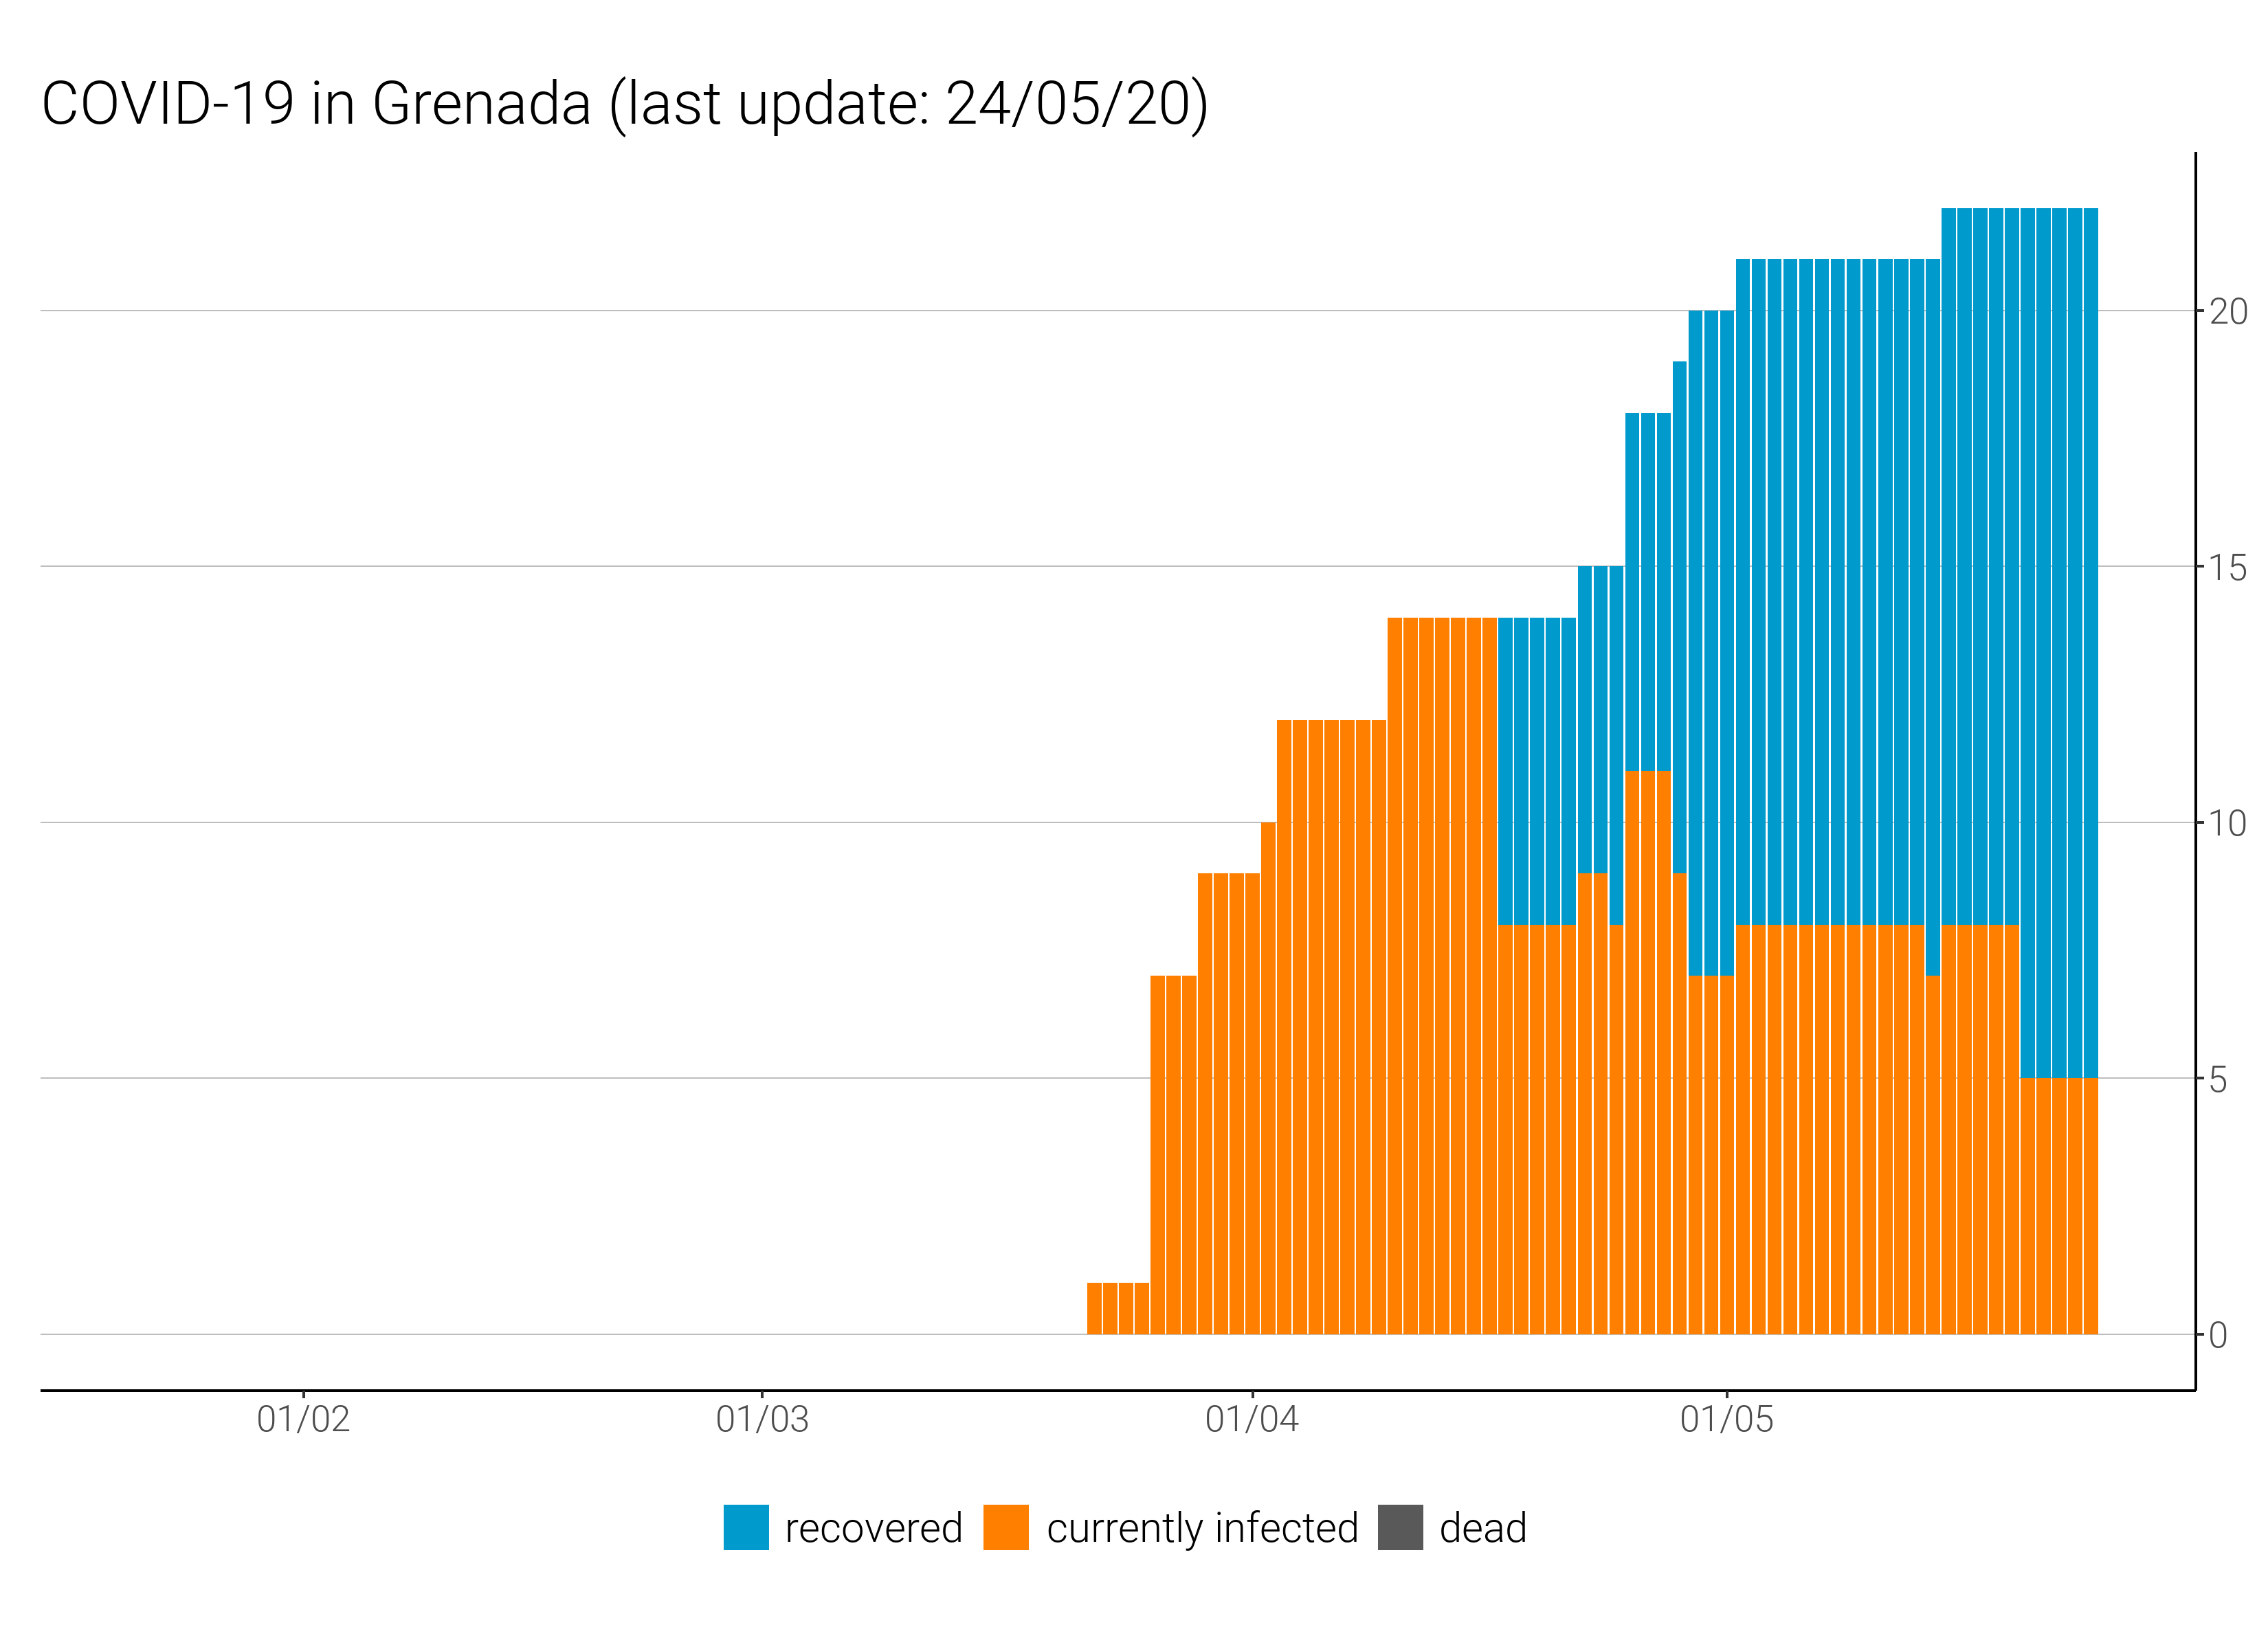 COVID-19 in Grenada (last update: 24/05/20)
20
15
10
5
0
01/02 01/03 01/04 01/05
recovered currently infected dead